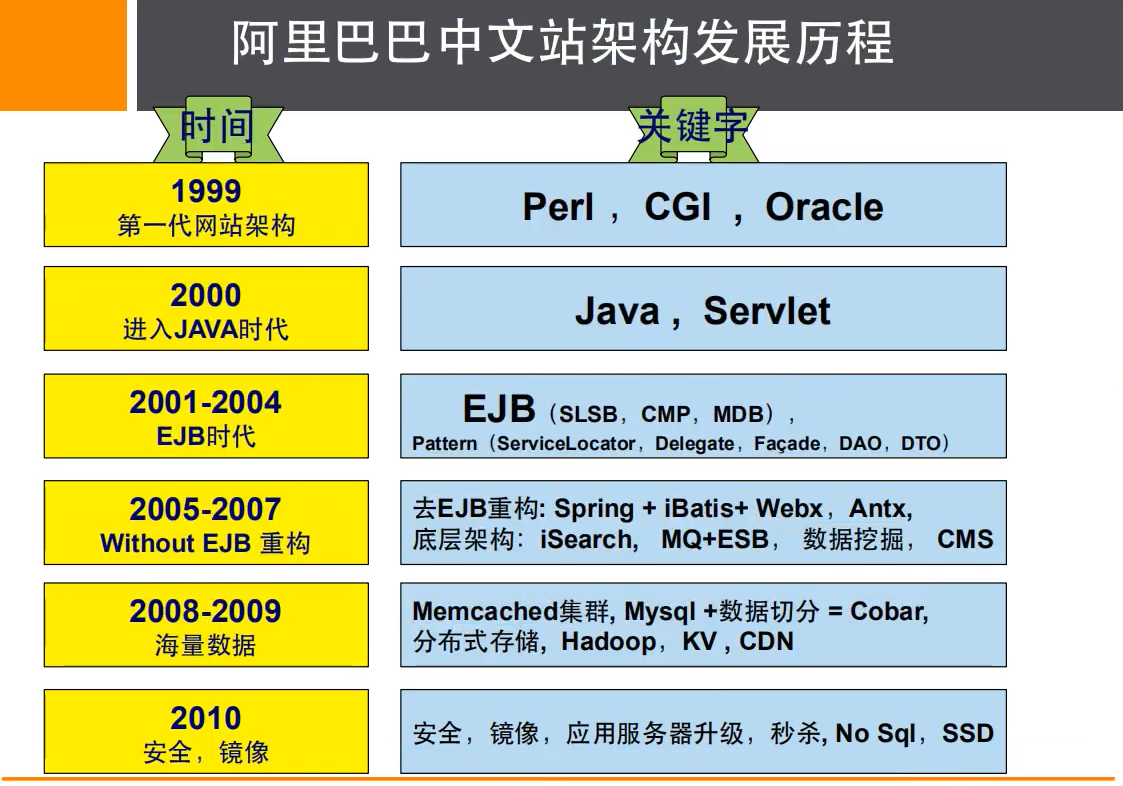 阿里巴巴中文站架构发展历程
时间
关键字
1999
第一代网站架构
Perl ，CGI ，Oracle
2000
进入JAVA时代
Java ，Servlet
2001-2004
EJB时代
EJB（SLSB，CMP，MDB），
Pattern（ServiceLocator，Delegate，Façade，DAO，DTO）
2005-2007
Without EJB 重构
去EJB重构: Spring + iBatis+ Webx，Antx,
底层架构：iSearch, MQ+ESB， 数据挖掘， CMS
2008-2009
海量数据
Memcached集群, Mysql +数据切分 = Cobar,
分布式存储, Hadoop，KV , CDN
2010
安全，镜像
安全，镜像，应用服务器升级，秒杀, No Sql，SSD